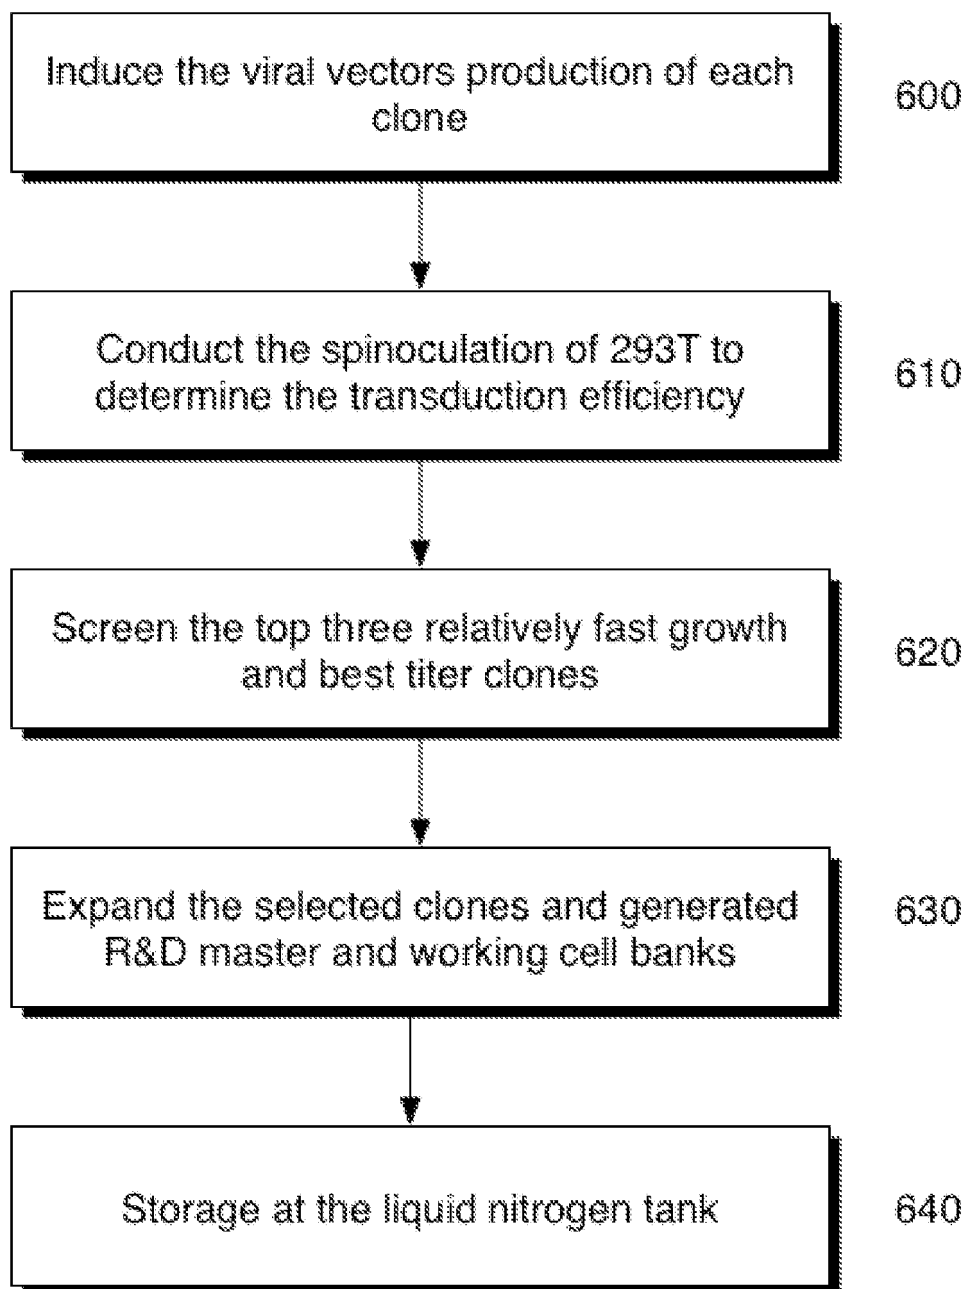 Induce the viral vectors production of each
clone
600
Conduct the spinoculation of 293T to
determine the transduction efficiency
610
Screen the top three relatively fast growth
and best titer clones
620
Expand the selected clones and generated
R&D master and working cell banks
630
Storage at the liquid nitrogen tank
640